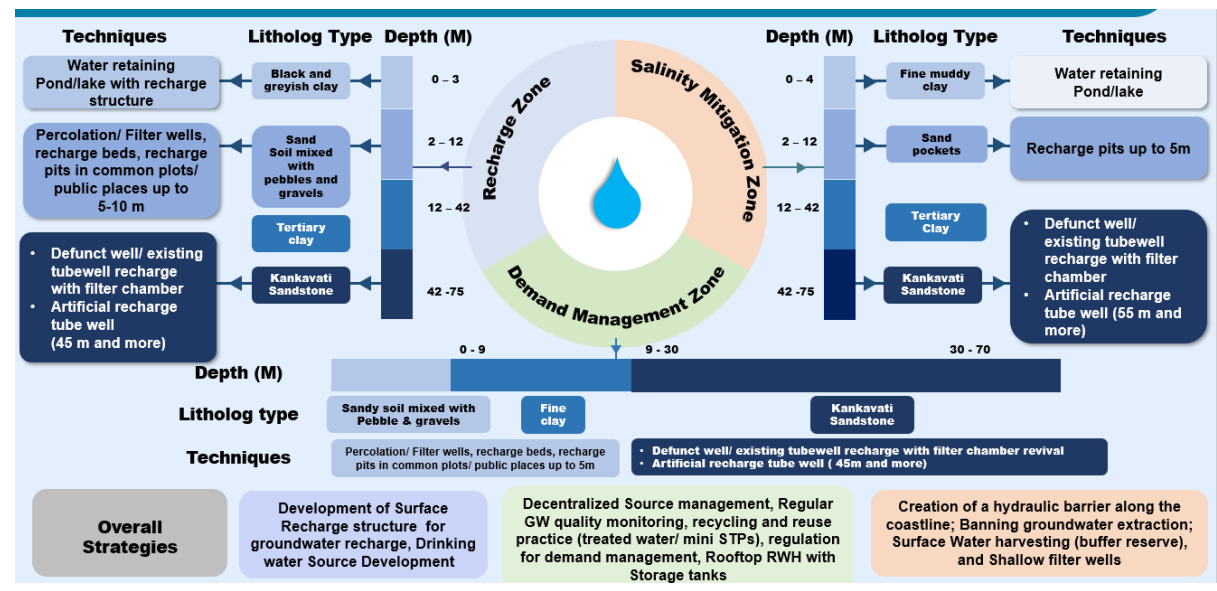 Techniques
Litholog Type
Depth (M)
Water retaining
Pond/lake with recharge
structure
Black and
greyish clay
0 – 3
Percolation/ Filter wells,
recharge beds, recharge
pits in common plots/
public places up to
5-10 m
Sand
Soil mixed
with
pebbles and
gravels
2 – 12
Tertiary
clay
12 – 42
• Defunct well/ existing
tubewell recharge
with filter chamber
• Artificial recharge
tube well
(45 m and more)
Kankavati
Sandstone
42 -75
Recharge Zone
Salinity Mitigation Zone
Demand Management Zone
Depth (M)
Litholog Type
Techniques
0 – 4
Fine muddy
clay
Water retaining
Pond/lake
2 – 12
Sand
pockets
Recharge pits up to 5m
12 – 42
Tertiary
Clay
42 -75
Kankavati
Sandstone
• Defunct well/
existing tubewell
recharge with filter
chamber
• Artificial recharge
tube well (55 m and
more)
0 - 9
9 - 30
30 - 70
Depth (M)
Litholog type
Sandy soil mixed with
Pebble & gravels
Fine
clay
Kankavati
Sandstone
Techniques
Percolation/ Filter wells, recharge beds, recharge
pits in common plots/ public places up to 5m
• Defunct well/ existing tubewell recharge with filter chamber revival
• Artificial recharge tube well ( 45m and more)
Overall
Strategies
Development of Surface
Recharge structure for
groundwater recharge, Drinking
water Source Development
Decentralized Source management, Regular
GW quality monitoring, recycling and reuse
practice (treated water/ mini STPs), regulation
for demand management, Rooftop RWH with
Storage tanks
Creation of a hydraulic barrier along the
coastline; Banning groundwater extraction;
Surface Water harvesting (buffer reserve),
and Shallow filter wells